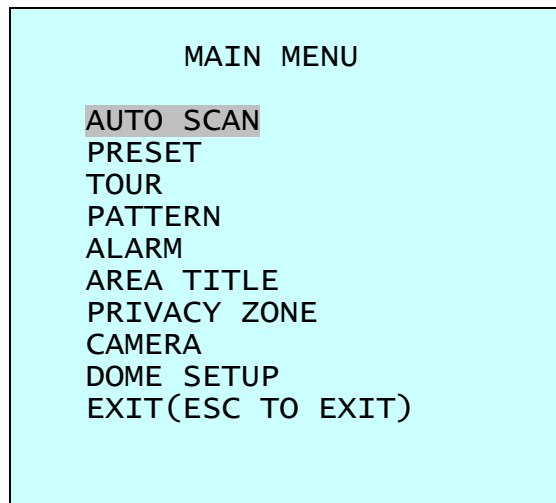 MAIN MENU
AUTO SCAN
PRESET
TOUR
PATTERN
ALARM
AREA TITLE
PRIVACY ZONE
CAMERA
DOME SETUP
EXIT(ESC TO EXIT)